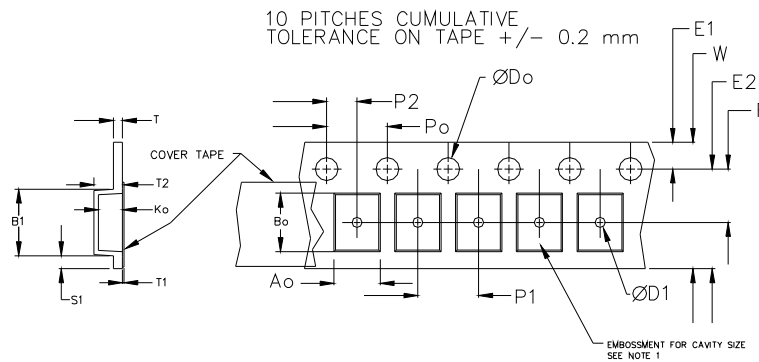 10 PITCHES CUMULATIVE
TOLERANCE ON TAPE +/- 0.2 mm
E1
W
ØDo
E2
P2
F
T
Po
COVER TAPE
T2
Ko
B1
Bo
Ao
P1
ØD1
S1
T1
EMBOSSMENT FOR CAVITY SIZE
SEE NOTE 1